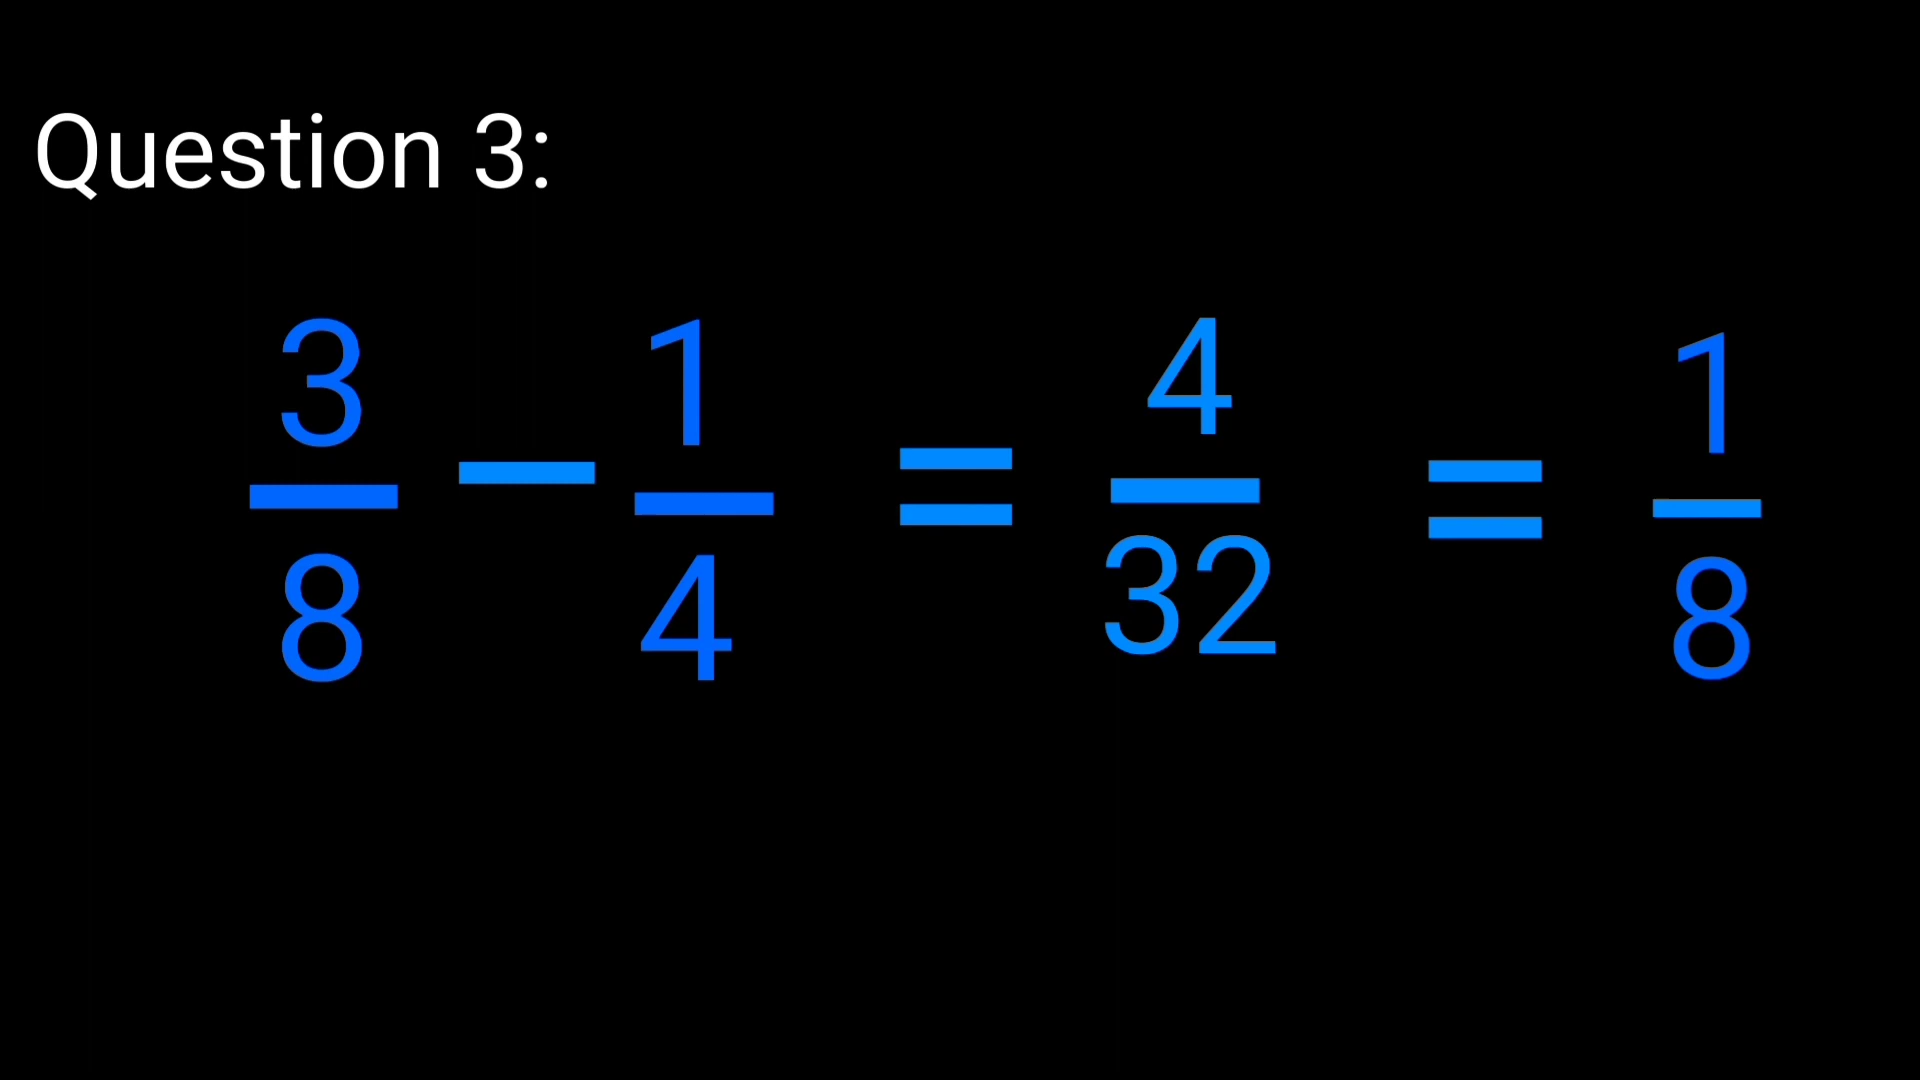 Question 3:
3/8 − 1/4 = 4/32 = 1/8